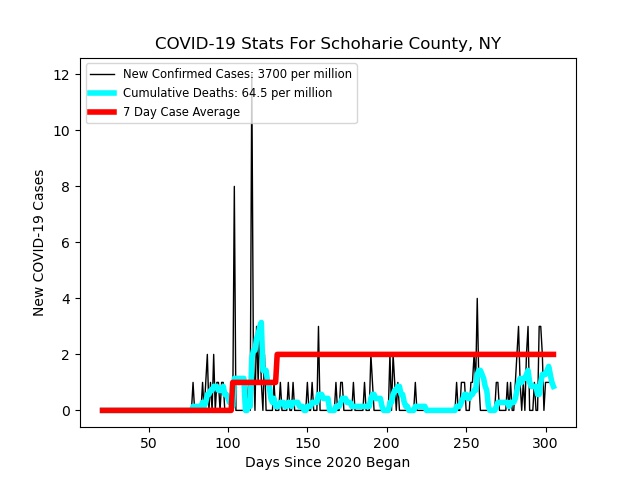 COVID-19 Stats For Schoharie County, NY
New Confirmed Cases: 3700 per million
Cumulative Deaths: 64.5 per million
7 Day Case Average
New COVID-19 Cases
12
10
8
6
4
2
0
50 100 150 200 250 300
Days Since 2020 Began